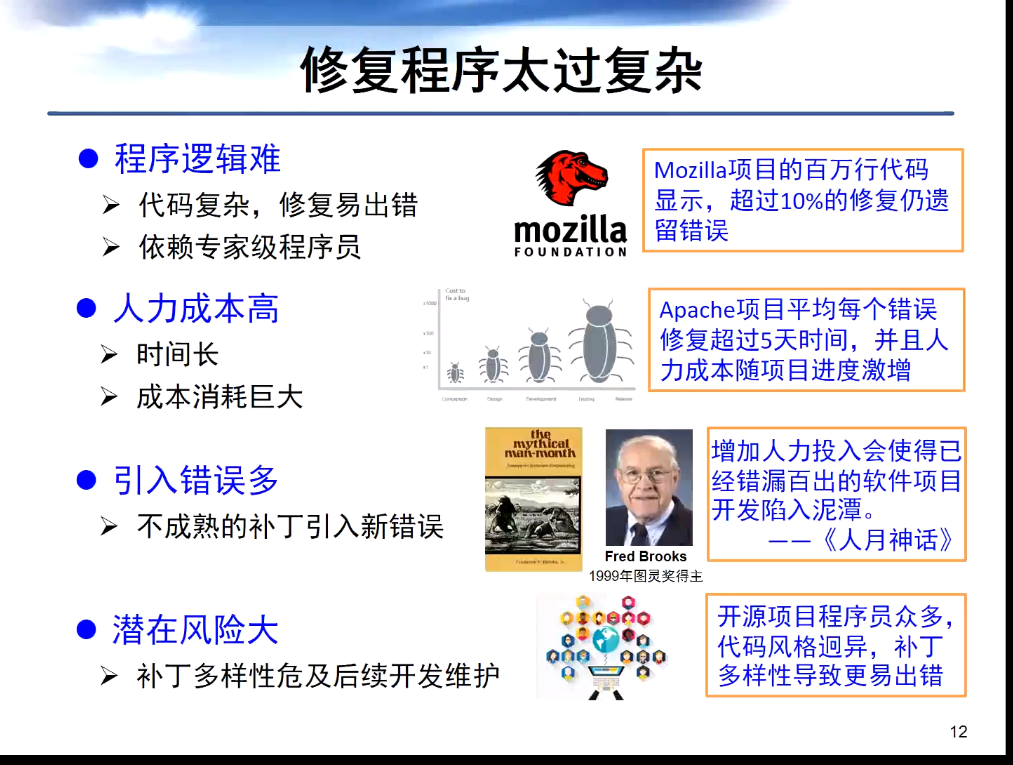 修复程序太过复杂
程序逻辑难
代码复杂，修复易出错
依赖专家级程序员
mozilla
FOUNDATION
Mozilla项目的百万行代码
显示，超过10%的修复仍遗
留错误
人力成本高
时间长
成本消耗巨大
Cost to
fix a bug
Conception Design Development Testing Release
Apache项目平均每个错误
修复超过5天时间，并且人
力成本随项目进度激增
引入错误多
不成熟的补丁引入新错误
the
mythical
man-month
Fred Brooks
1999年图灵奖得主
增加人力投入会使得已
经错漏百出的软件项目
开发陷入泥潭。
——《人月神话》
潜在风险大
补丁多样性危及后续开发维护
开源项目程序员众多，
代码风格迥异，补丁
多样性导致更易出错
12